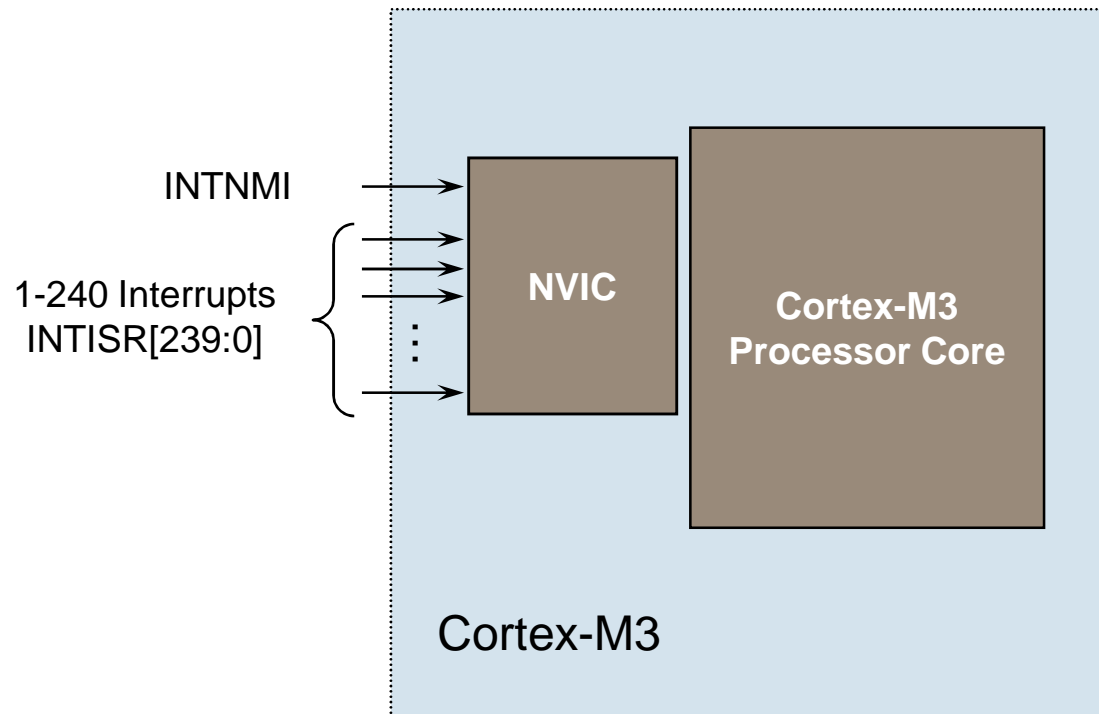 INTNMI
1-240 Interrupts
INTISR[239:0]
NVIC
Cortex-M3
Processor Core
Cortex-M3